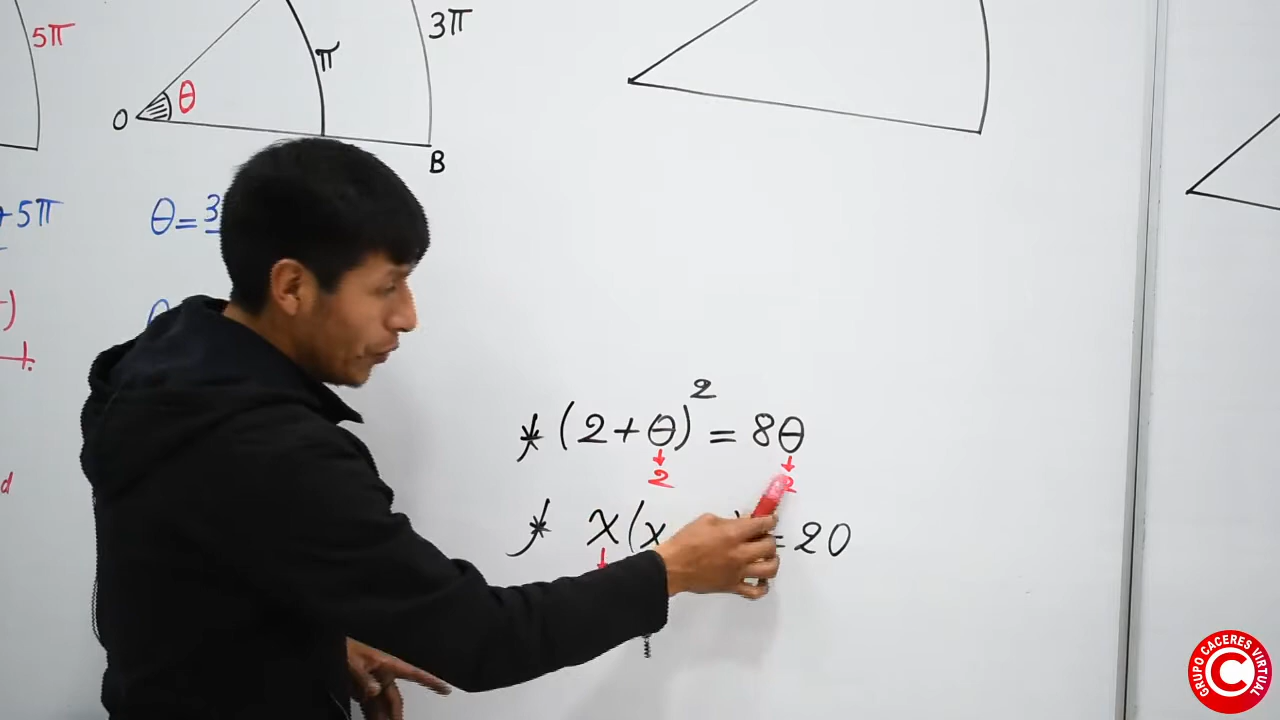 5π
θ
O
π
3π
B
+5π
θ=3
θ
)
d
* (2+θ)² = 8θ
2
2
* x(x
= 20
GRUPO CACERES VIRTUAL
C